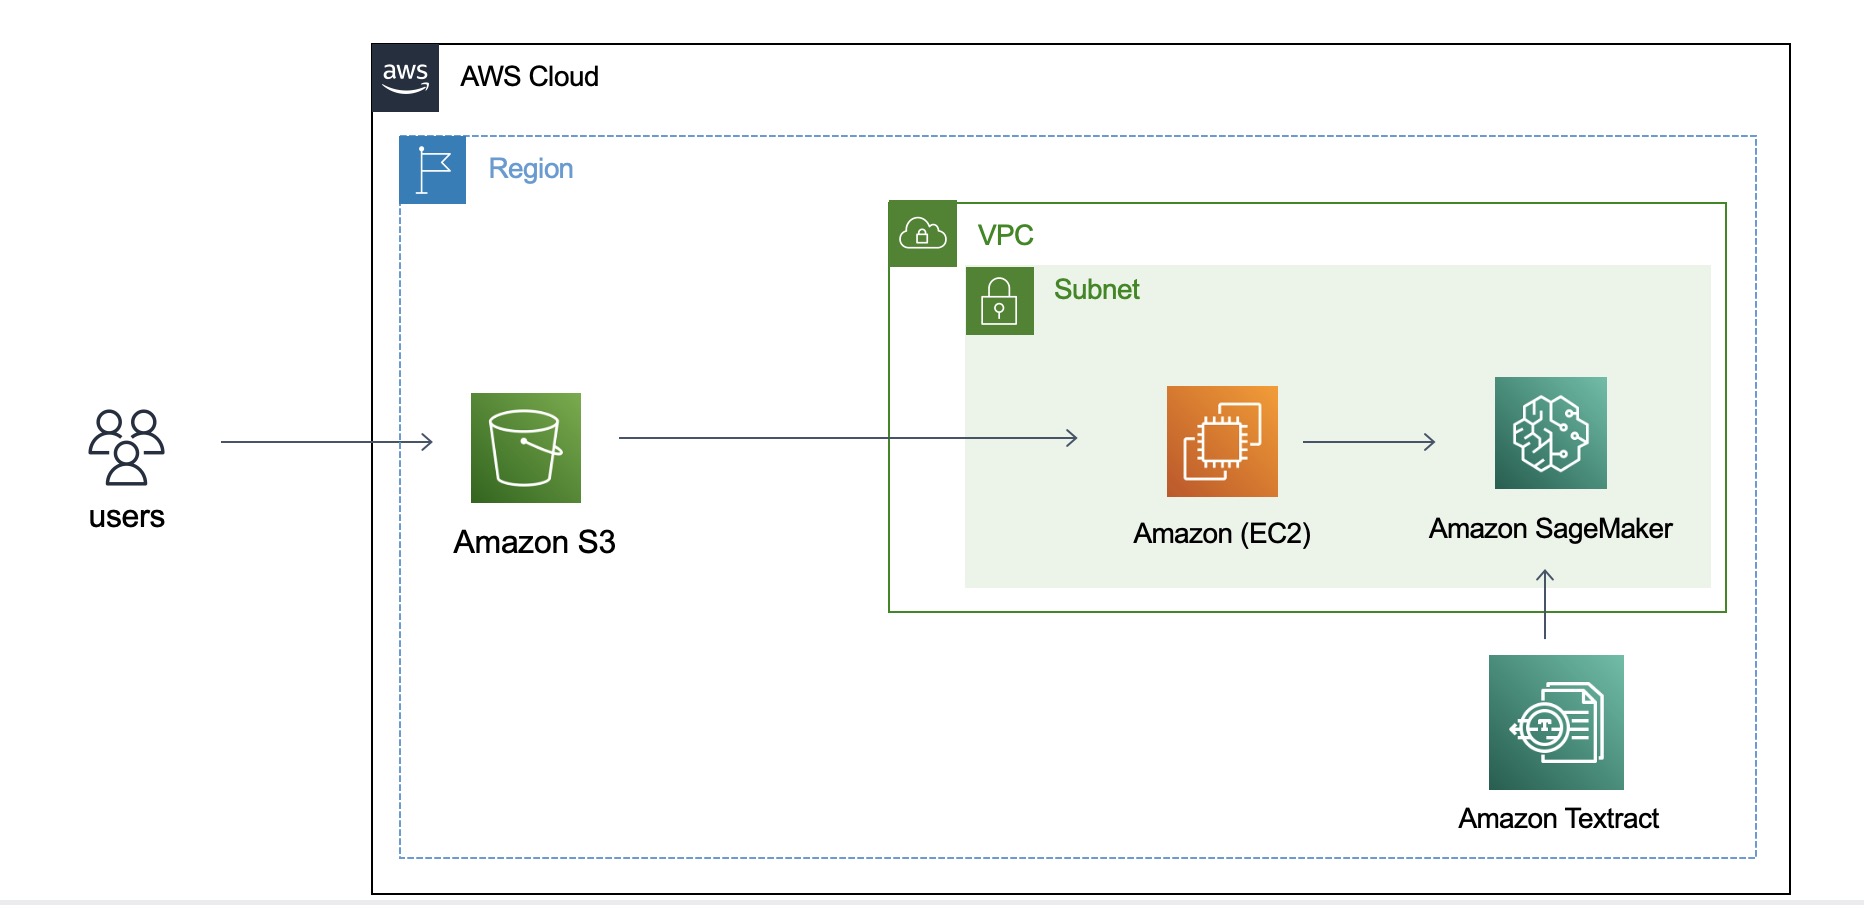 aws
AWS Cloud
Region
VPC
Subnet
users
Amazon S3
Amazon (EC2)
Amazon SageMaker
T
Amazon Textract